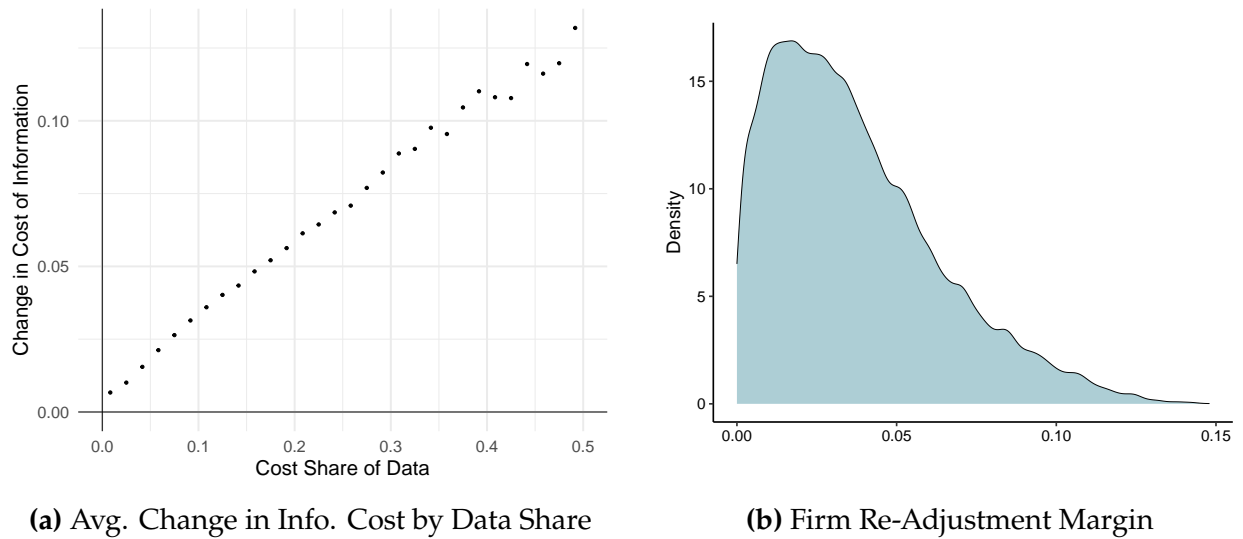 Change in Cost of Information
0.10
0.05
0.00
0.0 0.1 0.2 0.3 0.4 0.5
Cost Share of Data
(a) Avg. Change in Info. Cost by Data Share
Density
15
10
5
0
0.00 0.05 0.10 0.15
(b) Firm Re-Adjustment Margin